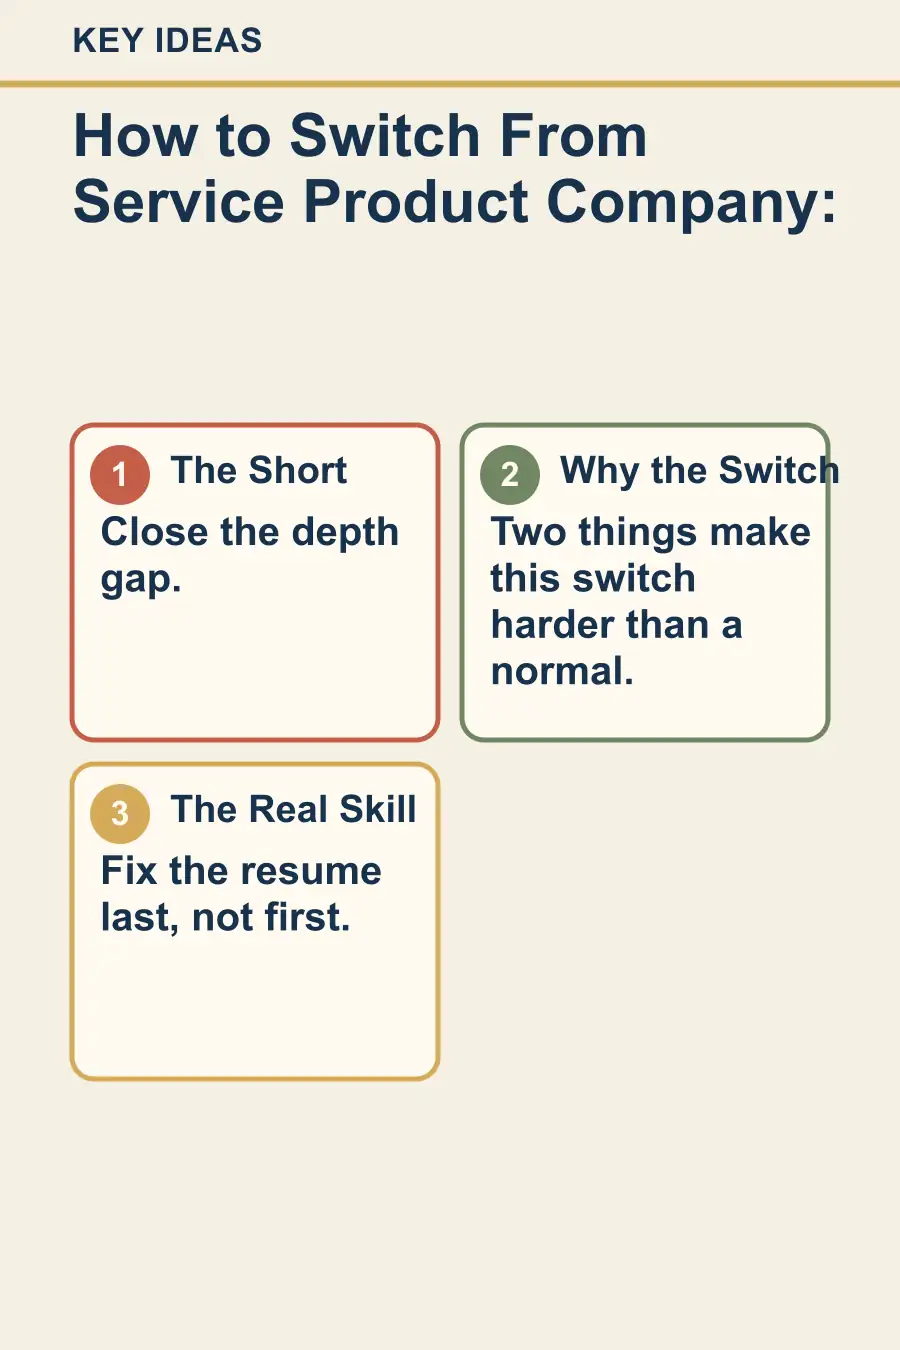 KEY IDEAS
How to Switch From
Service Product Company:
1 The Short
Close the depth
gap.
2 Why the Switch
Two things make
this switch
harder than a
normal.
3 The Real Skill
Fix the resume
last, not first.